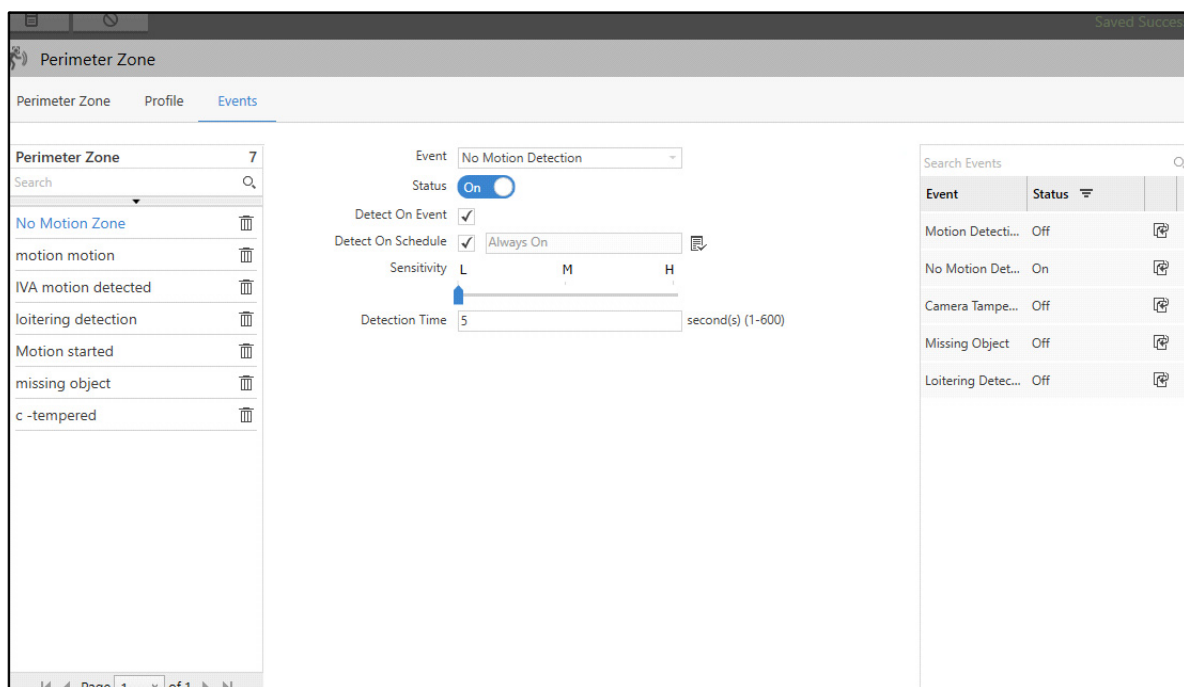 Saved Succes
Perimeter Zone
Perimeter Zone Profile Events
Perimeter Zone 7
Search
No Motion Zone
motion motion
IVA motion detected
loitering detection
Motion started
missing object
c -tempered
Page 1 of 1
Event No Motion Detection
Status On
Detect On Event
Detect On Schedule Always On
Sensitivity L M H
Detection Time 5 second(s) (1-600)
Search Events
Event Status
Motion Detecti... Off
No Motion Det... On
Camera Tampe... Off
Missing Object Off
Loitering Detec... Off